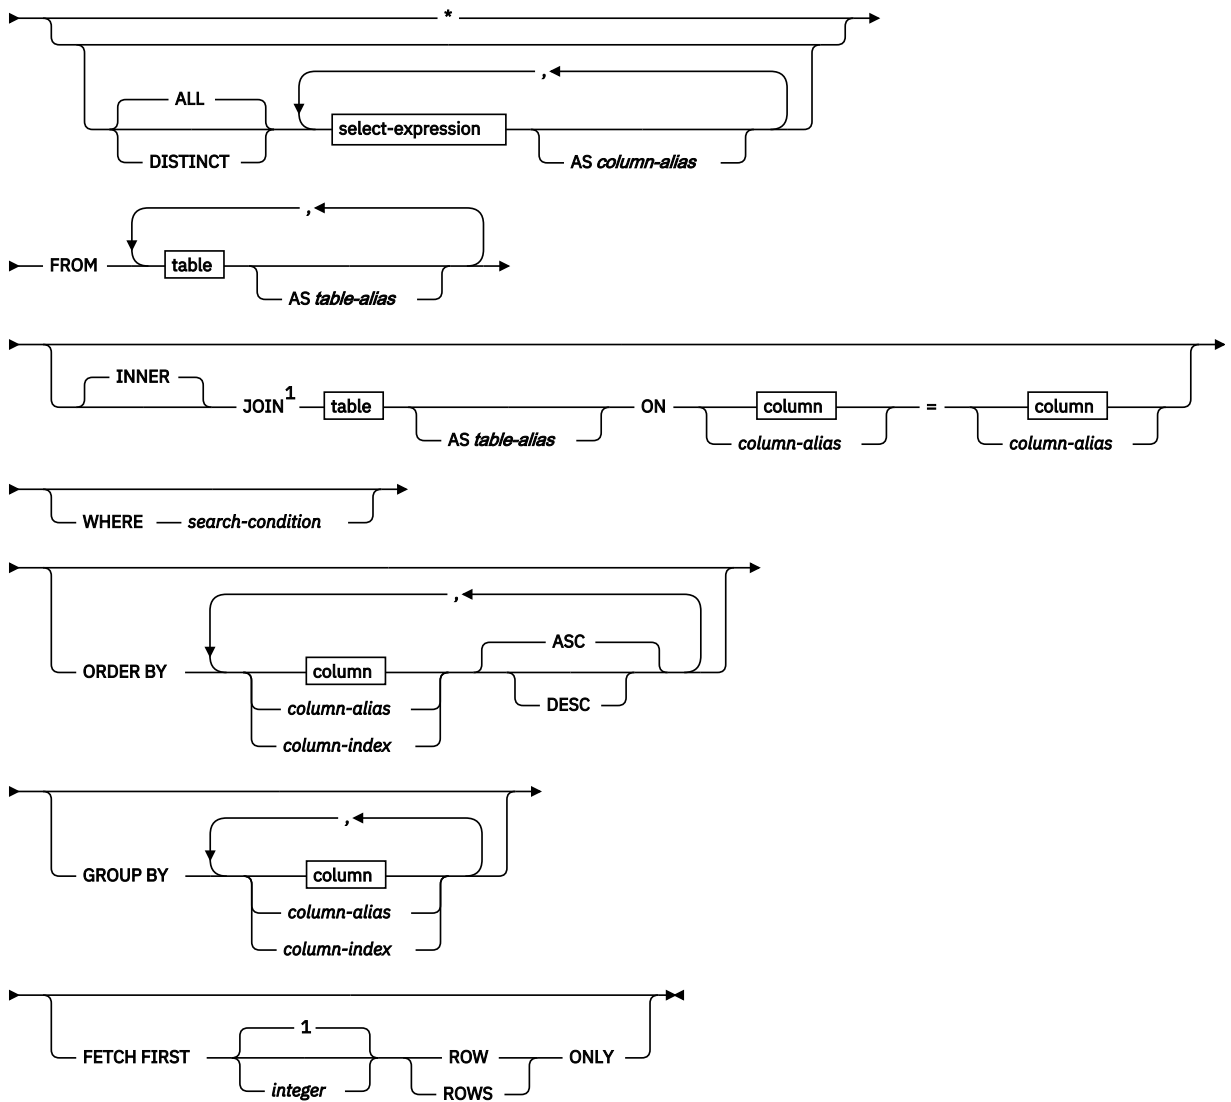 *
,
ALL
select-expression
DISTINCT
AS column-alias
,
FROM table
AS table-alias
INNER
JOIN1 table ON column = column
AS table-alias column-alias column-alias
WHERE search-condition
,
ASC
ORDER BY column
column-alias DESC
column-index
,
GROUP BY column
column-alias
column-index
1
FETCH FIRST ROW ONLY
integer ROWS